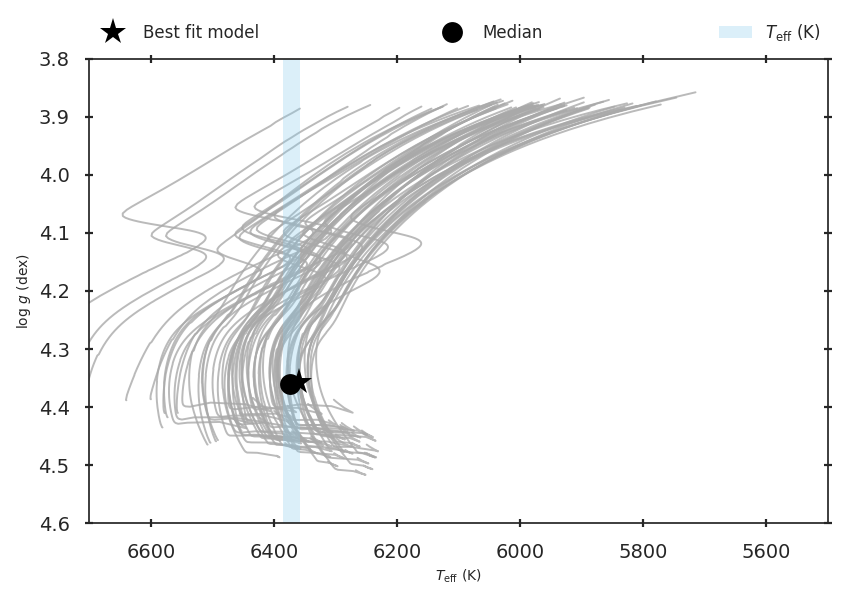 Best fit model Median T_eff (K)
3.8
3.9
4.0
4.1
4.2
4.3
4.4
4.5
4.6
log g (dex)
6600 6400 6200 6000 5800 5600
T_eff (K)